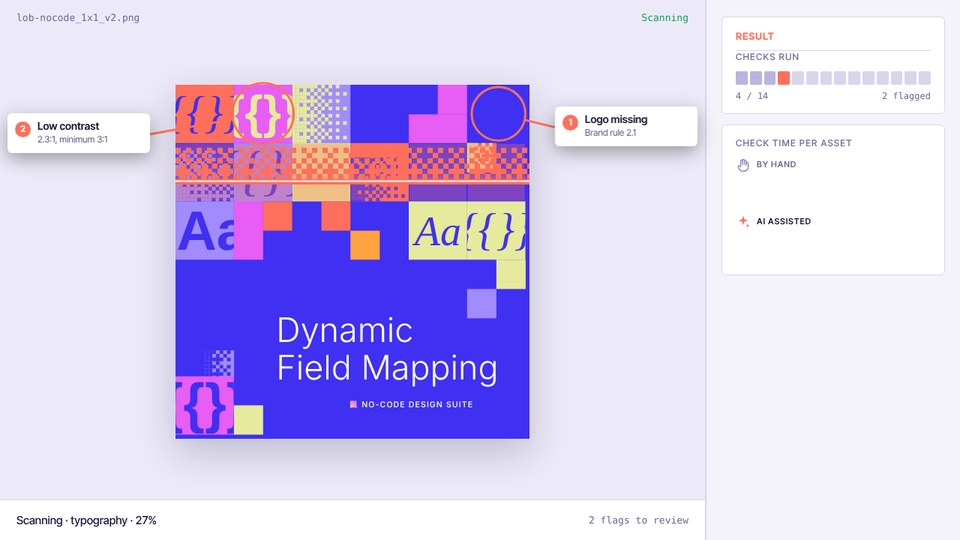 lob-nocode_1x1_v2.png
Scanning
2 Low contrast
2.3:1, minimum 3:1
1 Logo missing
Brand rule 2.1
{{}}
{{}}
Aa
Aa
{{}}
Dynamic
Field Mapping
NO-CODE DESIGN SUITE
{{}}
Scanning · typography · 27%
2 flags to review
RESULT
CHECKS RUN
4 / 14
2 flagged
CHECK TIME PER ASSET
BY HAND
AI ASSISTED